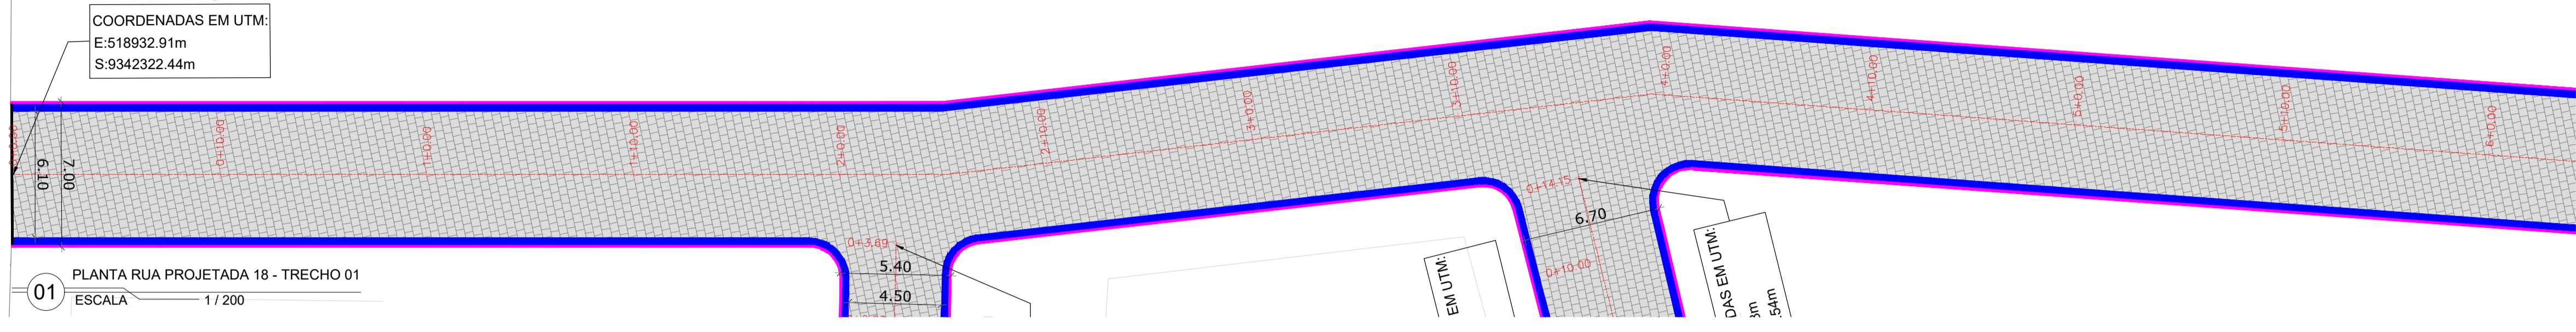 COORDENADAS EM UTM:
E:518932.91m
S:9342322.44m
0+10.00
1+0.00
1+10.00
2+0.00
2+10.00
3+0.00
3+10.00
4+0.00
4+10.00
5+0.00
5+10.00
6+0.00
6.10
7.00
0+3.69
5.40
4.50
0+14.15
6.70
0+10.00
EM UTM:
DAS EM UTM:
.54m
01
PLANTA RUA PROJETADA 18 - TRECHO 01
ESCALA 1 / 200